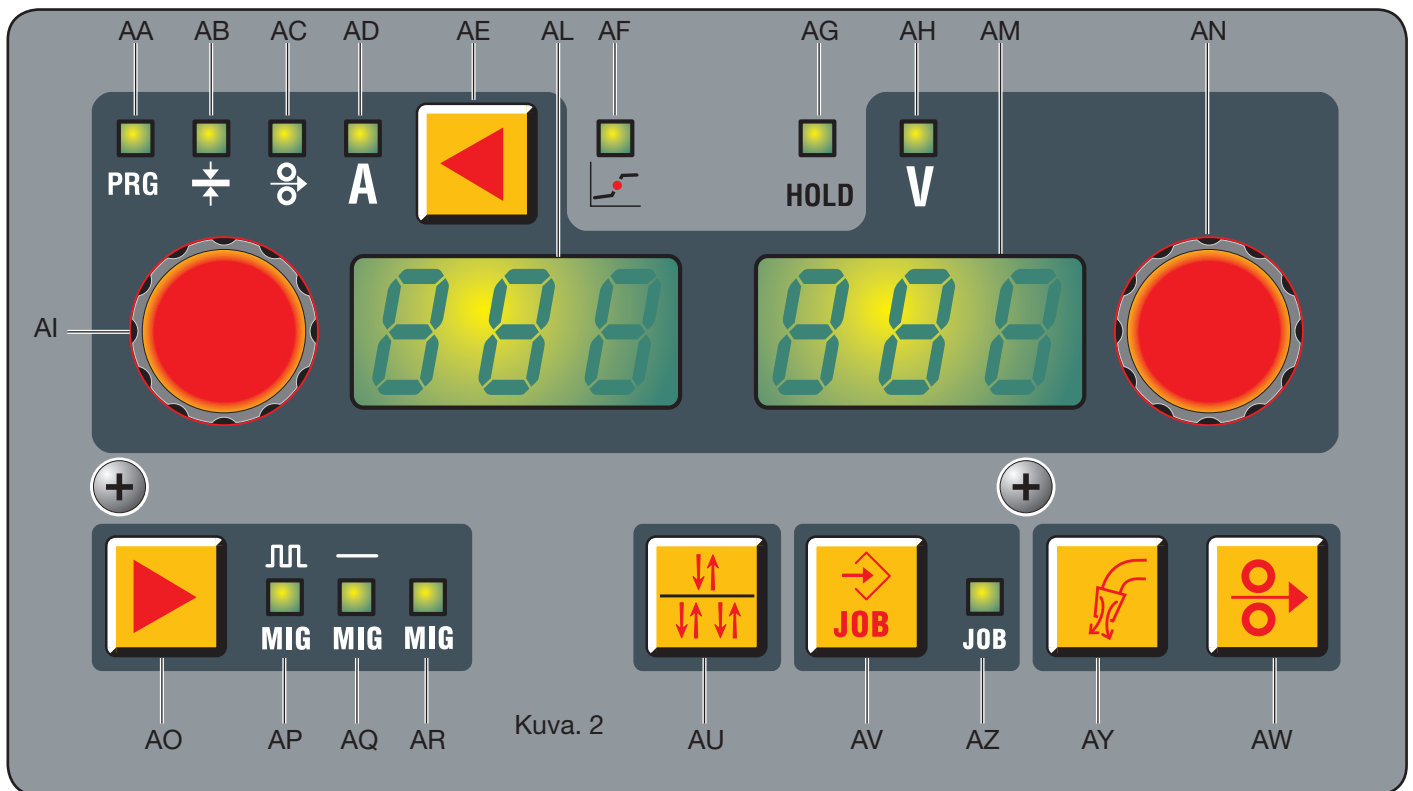 AA AB AC AD AE AL AF AG AH AM AN
PRG A HOLD V
AI
MIG MIG MIG JOB JOB
Kuva. 2
AO AP AQ AR AU AV AZ AY AW